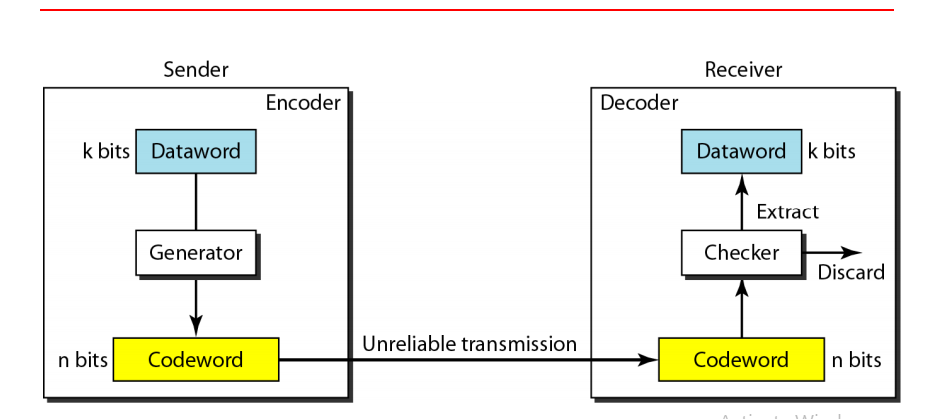 Sender
Receiver
Encoder
Decoder
k bits
Dataword
Dataword
k bits
Extract
Generator
Checker
Discard
Unreliable transmission
n bits
Codeword
Codeword
n bits